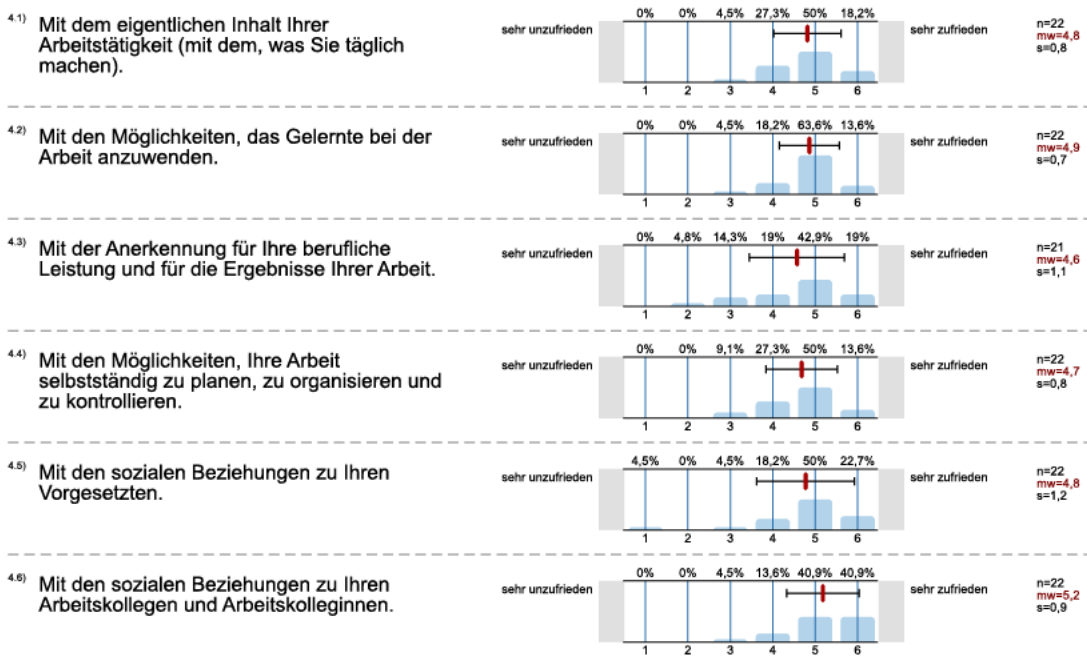 4.1) Mit dem eigentlichen Inhalt Ihrer
Arbeitstätigkeit (mit dem, was Sie täglich
machen).
sehr unzufrieden
0% 0% 4,5% 27,3% 50% 18,2%
1 2 3 4 5 6
sehr zufrieden
n=22
mw=4,8
s=0,8
4.2) Mit den Möglichkeiten, das Gelernte bei der
Arbeit anzuwenden.
sehr unzufrieden
0% 0% 4,5% 18,2% 63,6% 13,6%
1 2 3 4 5 6
sehr zufrieden
n=22
mw=4,9
s=0,7
4.3) Mit der Anerkennung für Ihre berufliche
Leistung und für die Ergebnisse Ihrer Arbeit.
sehr unzufrieden
0% 4,8% 14,3% 19% 42,9% 19%
1 2 3 4 5 6
sehr zufrieden
n=21
mw=4,6
s=1,1
4.4) Mit den Möglichkeiten, Ihre Arbeit
selbstständig zu planen, zu organisieren und
zu kontrollieren.
sehr unzufrieden
0% 0% 9,1% 27,3% 50% 13,6%
1 2 3 4 5 6
sehr zufrieden
n=22
mw=4,7
s=0,8
4.5) Mit den sozialen Beziehungen zu Ihren
Vorgesetzten.
sehr unzufrieden
4,5% 0% 4,5% 18,2% 50% 22,7%
1 2 3 4 5 6
sehr zufrieden
n=22
mw=4,8
s=1,2
4.6) Mit den sozialen Beziehungen zu Ihren
Arbeitskollegen und Arbeitskolleginnen.
sehr unzufrieden
0% 0% 4,5% 13,6% 40,9% 40,9%
1 2 3 4 5 6
sehr zufrieden
n=22
mw=5,2
s=0,9